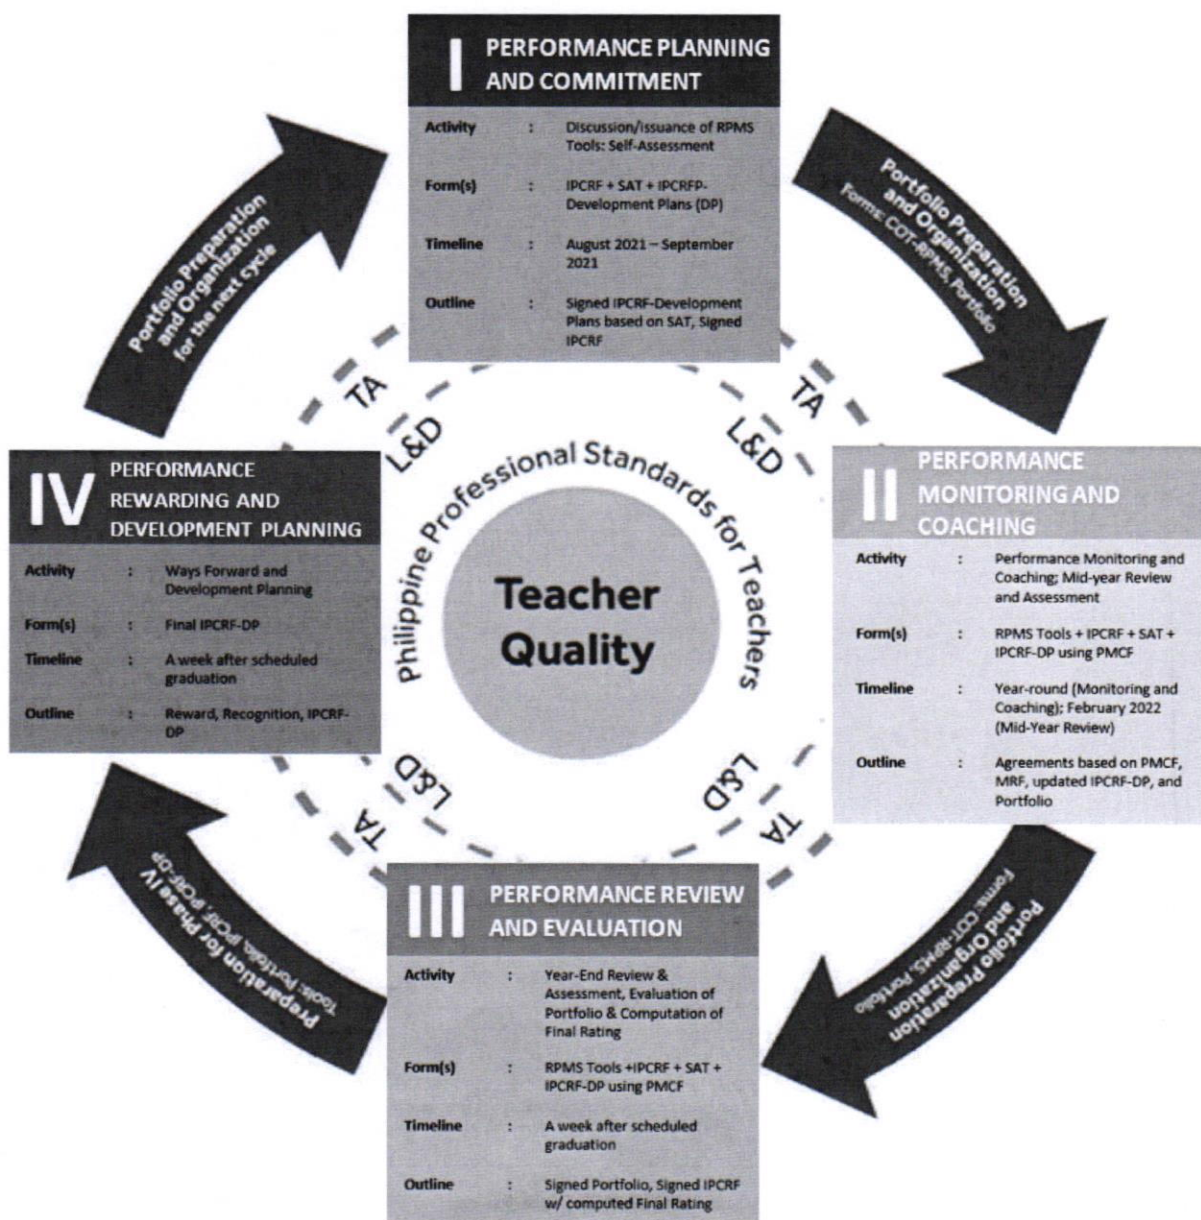 I
PERFORMANCE PLANNING
AND COMMITMENT
Activity : Discussion/issuance of RPMS
Tools: Self-Assessment
Form(s) : IPCRF + SAT + IPCRFP-
Development Plans (DP)
Timeline : August 2021 – September
2021
Outline : Signed IPCRF-Development
Plans based on SAT, Signed
IPCRF
Portfolio Preparation
and Organization
Forms: COT-RPMS, Portfolio
II
PERFORMANCE
MONITORING AND
COACHING
Activity : Performance Monitoring and
Coaching; Mid-year Review
and Assessment
Form(s) : RPMS Tools + IPCRF + SAT +
IPCRF-DP using PMCF
Timeline : Year-round (Monitoring and
Coaching); February 2022
(Mid-Year Review)
Outline : Agreements based on PMCF,
MRF, updated IPCRF-DP, and
Portfolio
Portfolio Preparation
and Organization
Forms: COT-RPMS, Portfolio
III
PERFORMANCE REVIEW
AND EVALUATION
Activity : Year-End Review &
Assessment, Evaluation of
Portfolio & Computation of
Final Rating
Form(s) : RPMS Tools +IPCRF + SAT +
IPCRF-DP using PMCF
Timeline : A week after scheduled
graduation
Outline : Signed Portfolio, Signed IPCRF
w/ computed Final Rating
Preparation for Phase IV
Tools: Portfolio, IPCRF, IPCRF-DP
IV
PERFORMANCE
REWARDING AND
DEVELOPMENT PLANNING
Activity : Ways Forward and
Development Planning
Form(s) : Final IPCRF-DP
Timeline : A week after scheduled
graduation
Outline : Reward, Recognition, IPCRF-
DP
Portfolio Preparation
and Organization
for the next cycle
TA
L&D
TA
L&D
Philippine Professional Standards for Teachers
Teacher
Quality
L&D
TA
L&D
TA